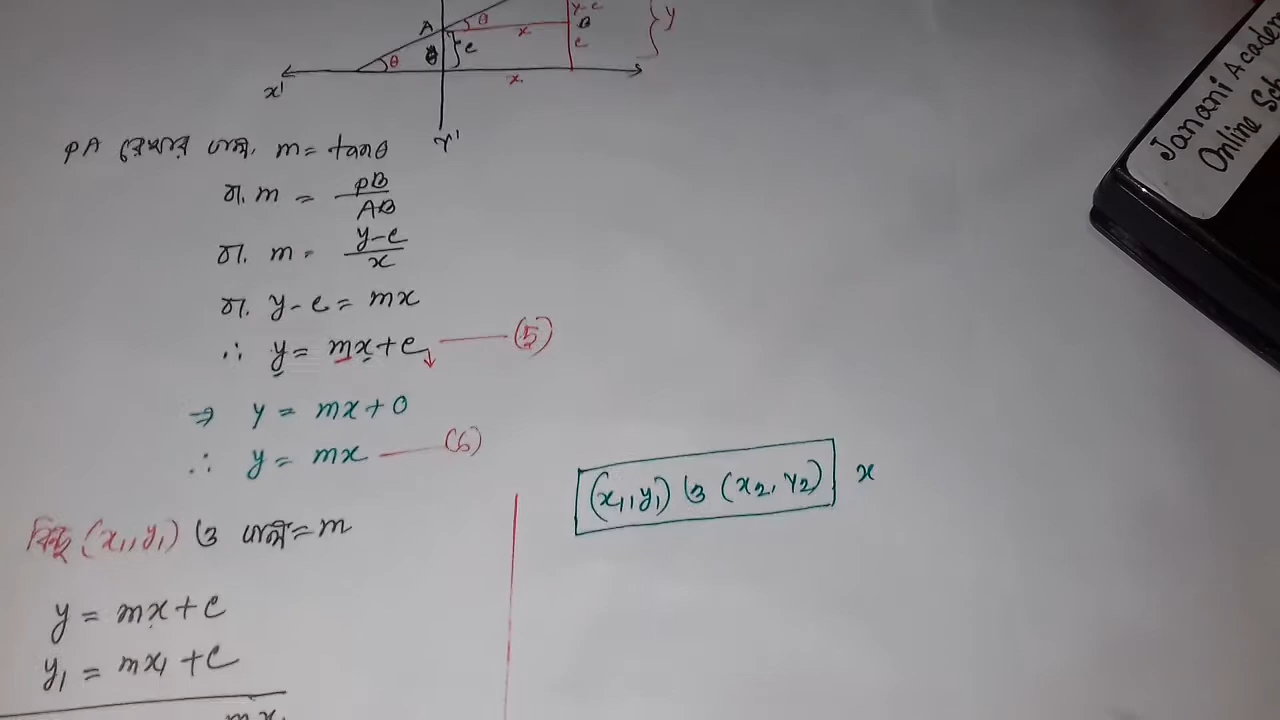 y-c
A θ x B y
θ c c
x' x
y'
PA রেখার ঢাল, m = tanθ
বা, m = PB/AB
বা, m = y-c/x
বা, y-c = mx
∴ y = mx+c (5)
⇒ y = mx+0
∴ y = mx (6)
(x₁,y₁) ও (x₂, y₂) x
বিন্দু (x₁,y₁) ও ঢাল = m
y = mx+c
y₁ = mx₁ +c
Janani Academ
Online Sch